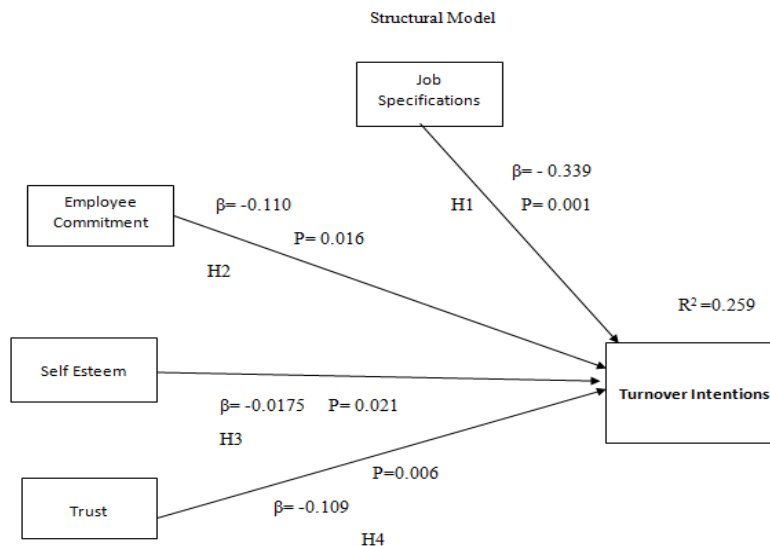 Structural Model
Job
Specifications
β= - 0.339
H1
P= 0.001
Employee
Commitment
β= -0.110
P= 0.016
H2
R² =0.259
Self Esteem
Turnover Intentions
β= -0.0175
P= 0.021
H3
P=0.006
Trust
β= -0.109
H4